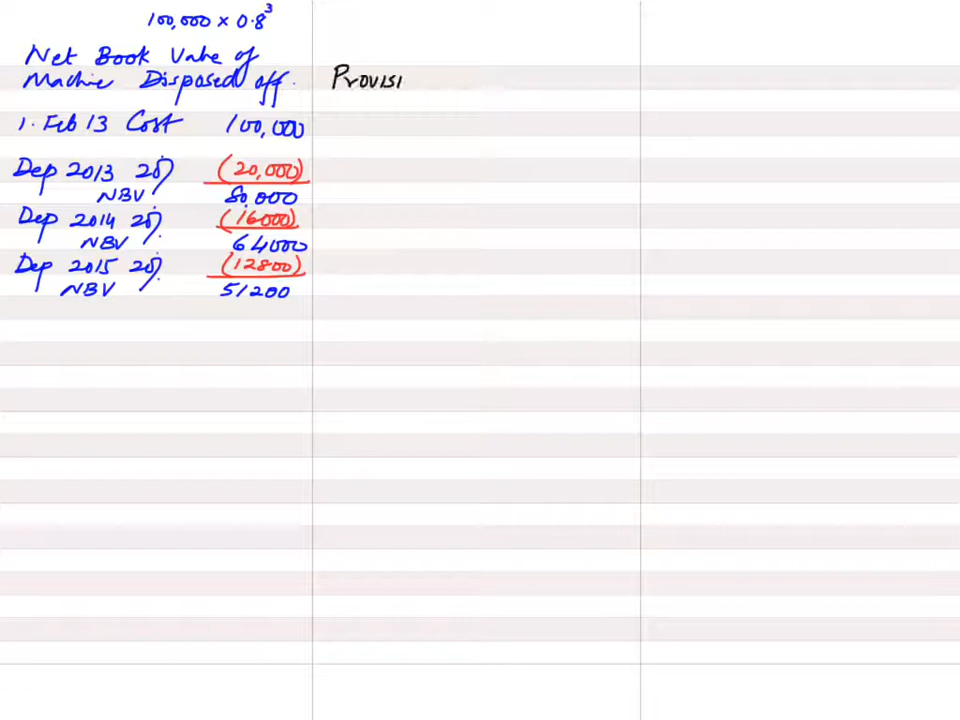 100,000 × 0.8³
Net Book Value of
Machine Disposed off.
Provisi
1. Feb 13 Cost 100,000
Dep 2013 20% (20,000)
NBV 80,000
Dep 2014 20% (16000)
NBV 64000
Dep 2015 20% (12800)
NBV 51200